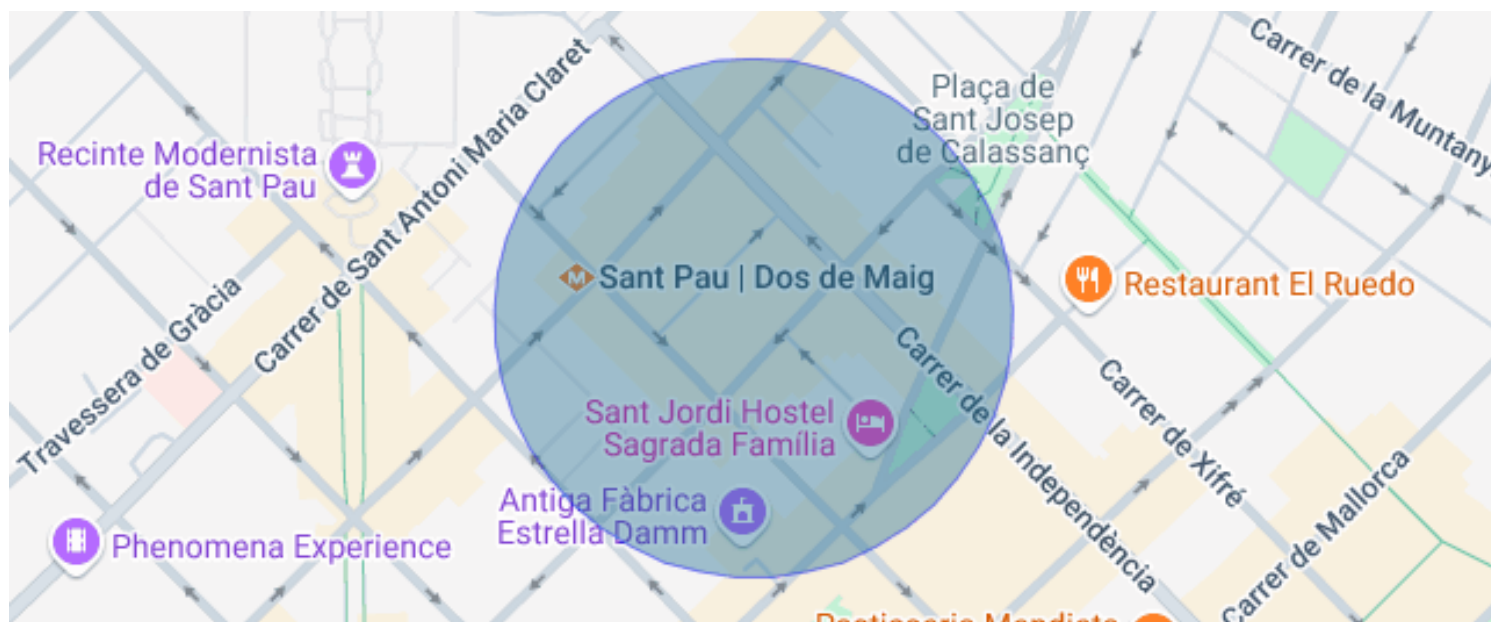 Carrer de la Muntany
Plaça de
Sant Josep
de Calassanç
Recinte Modernista
de Sant Pau
Carrer de Sant Antoni Maria Claret
Travessera de Gràcia
M
Sant Pau | Dos de Maig
Restaurant El Ruedo
Carrer de la Independència
Carrer de Xifré
Carrer de Mallorca
Sant Jordi Hostel
Sagrada Família
Antiga Fàbrica
Estrella Damm
Phenomena Experience